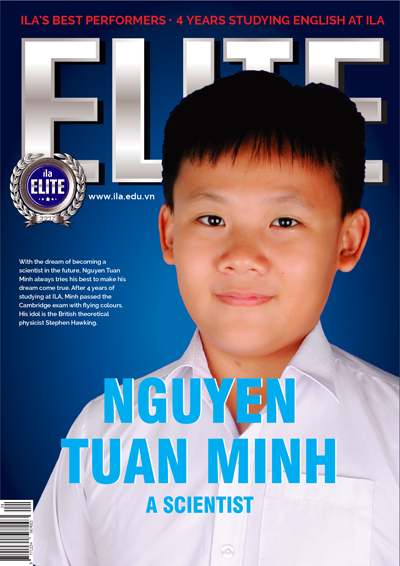 ILA'S BEST PERFORMERS • 4 YEARS STUDYING ENGLISH AT ILA
ELITE
ila
ELITE
www.ila.edu.vn
With the dream of becoming a
scientist in the future, Nguyen Tuan
Minh always tries his best to make his
dream come true. After 4 years of
studying at ILA, Minh passed the
Cambridge exam with flying colours.
His idol is the British theoretical
physicist Stephen Hawking.
NGUYEN
TUAN MINH
A SCIENTIST